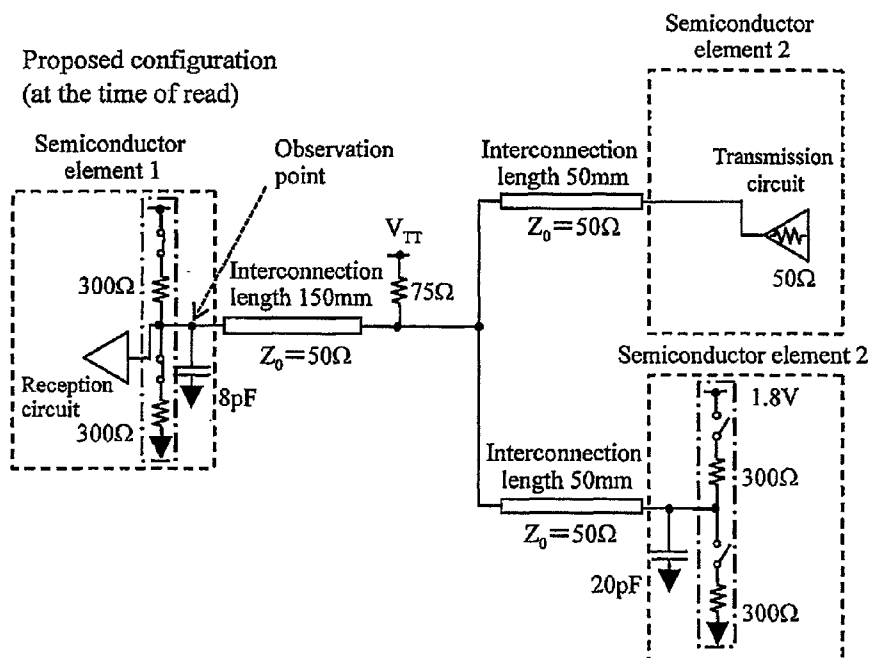 Proposed configuration
(at the time of read)
Semiconductor
element 1
Observation
point
300Ω
Reception
circuit
300Ω
8pF
Interconnection
length 150mm
Z₀=50Ω
V_TT
75Ω
Semiconductor
element 2
Interconnection
length 50mm
Z₀=50Ω
Transmission
circuit
50Ω
Semiconductor element 2
1.8V
Interconnection
length 50mm
Z₀=50Ω
300Ω
20pF
300Ω